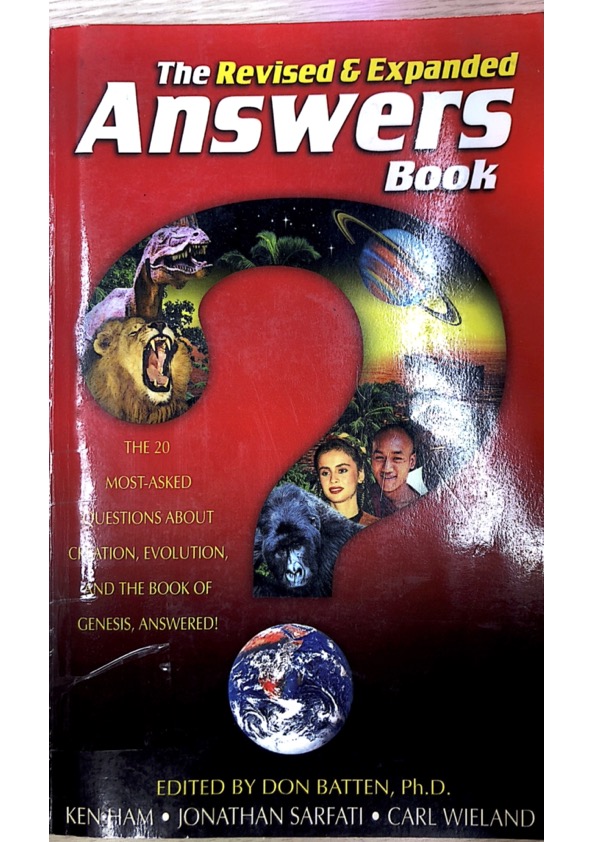 The Revised & Expanded
Answers
Book
THE 20
MOST-ASKED
QUESTIONS ABOUT
CREATION, EVOLUTION,
AND THE BOOK OF
GENESIS, ANSWERED!
EDITED BY DON BATTEN, Ph.D.
KEN HAM • JONATHAN SARFATI • CARL WIELAND